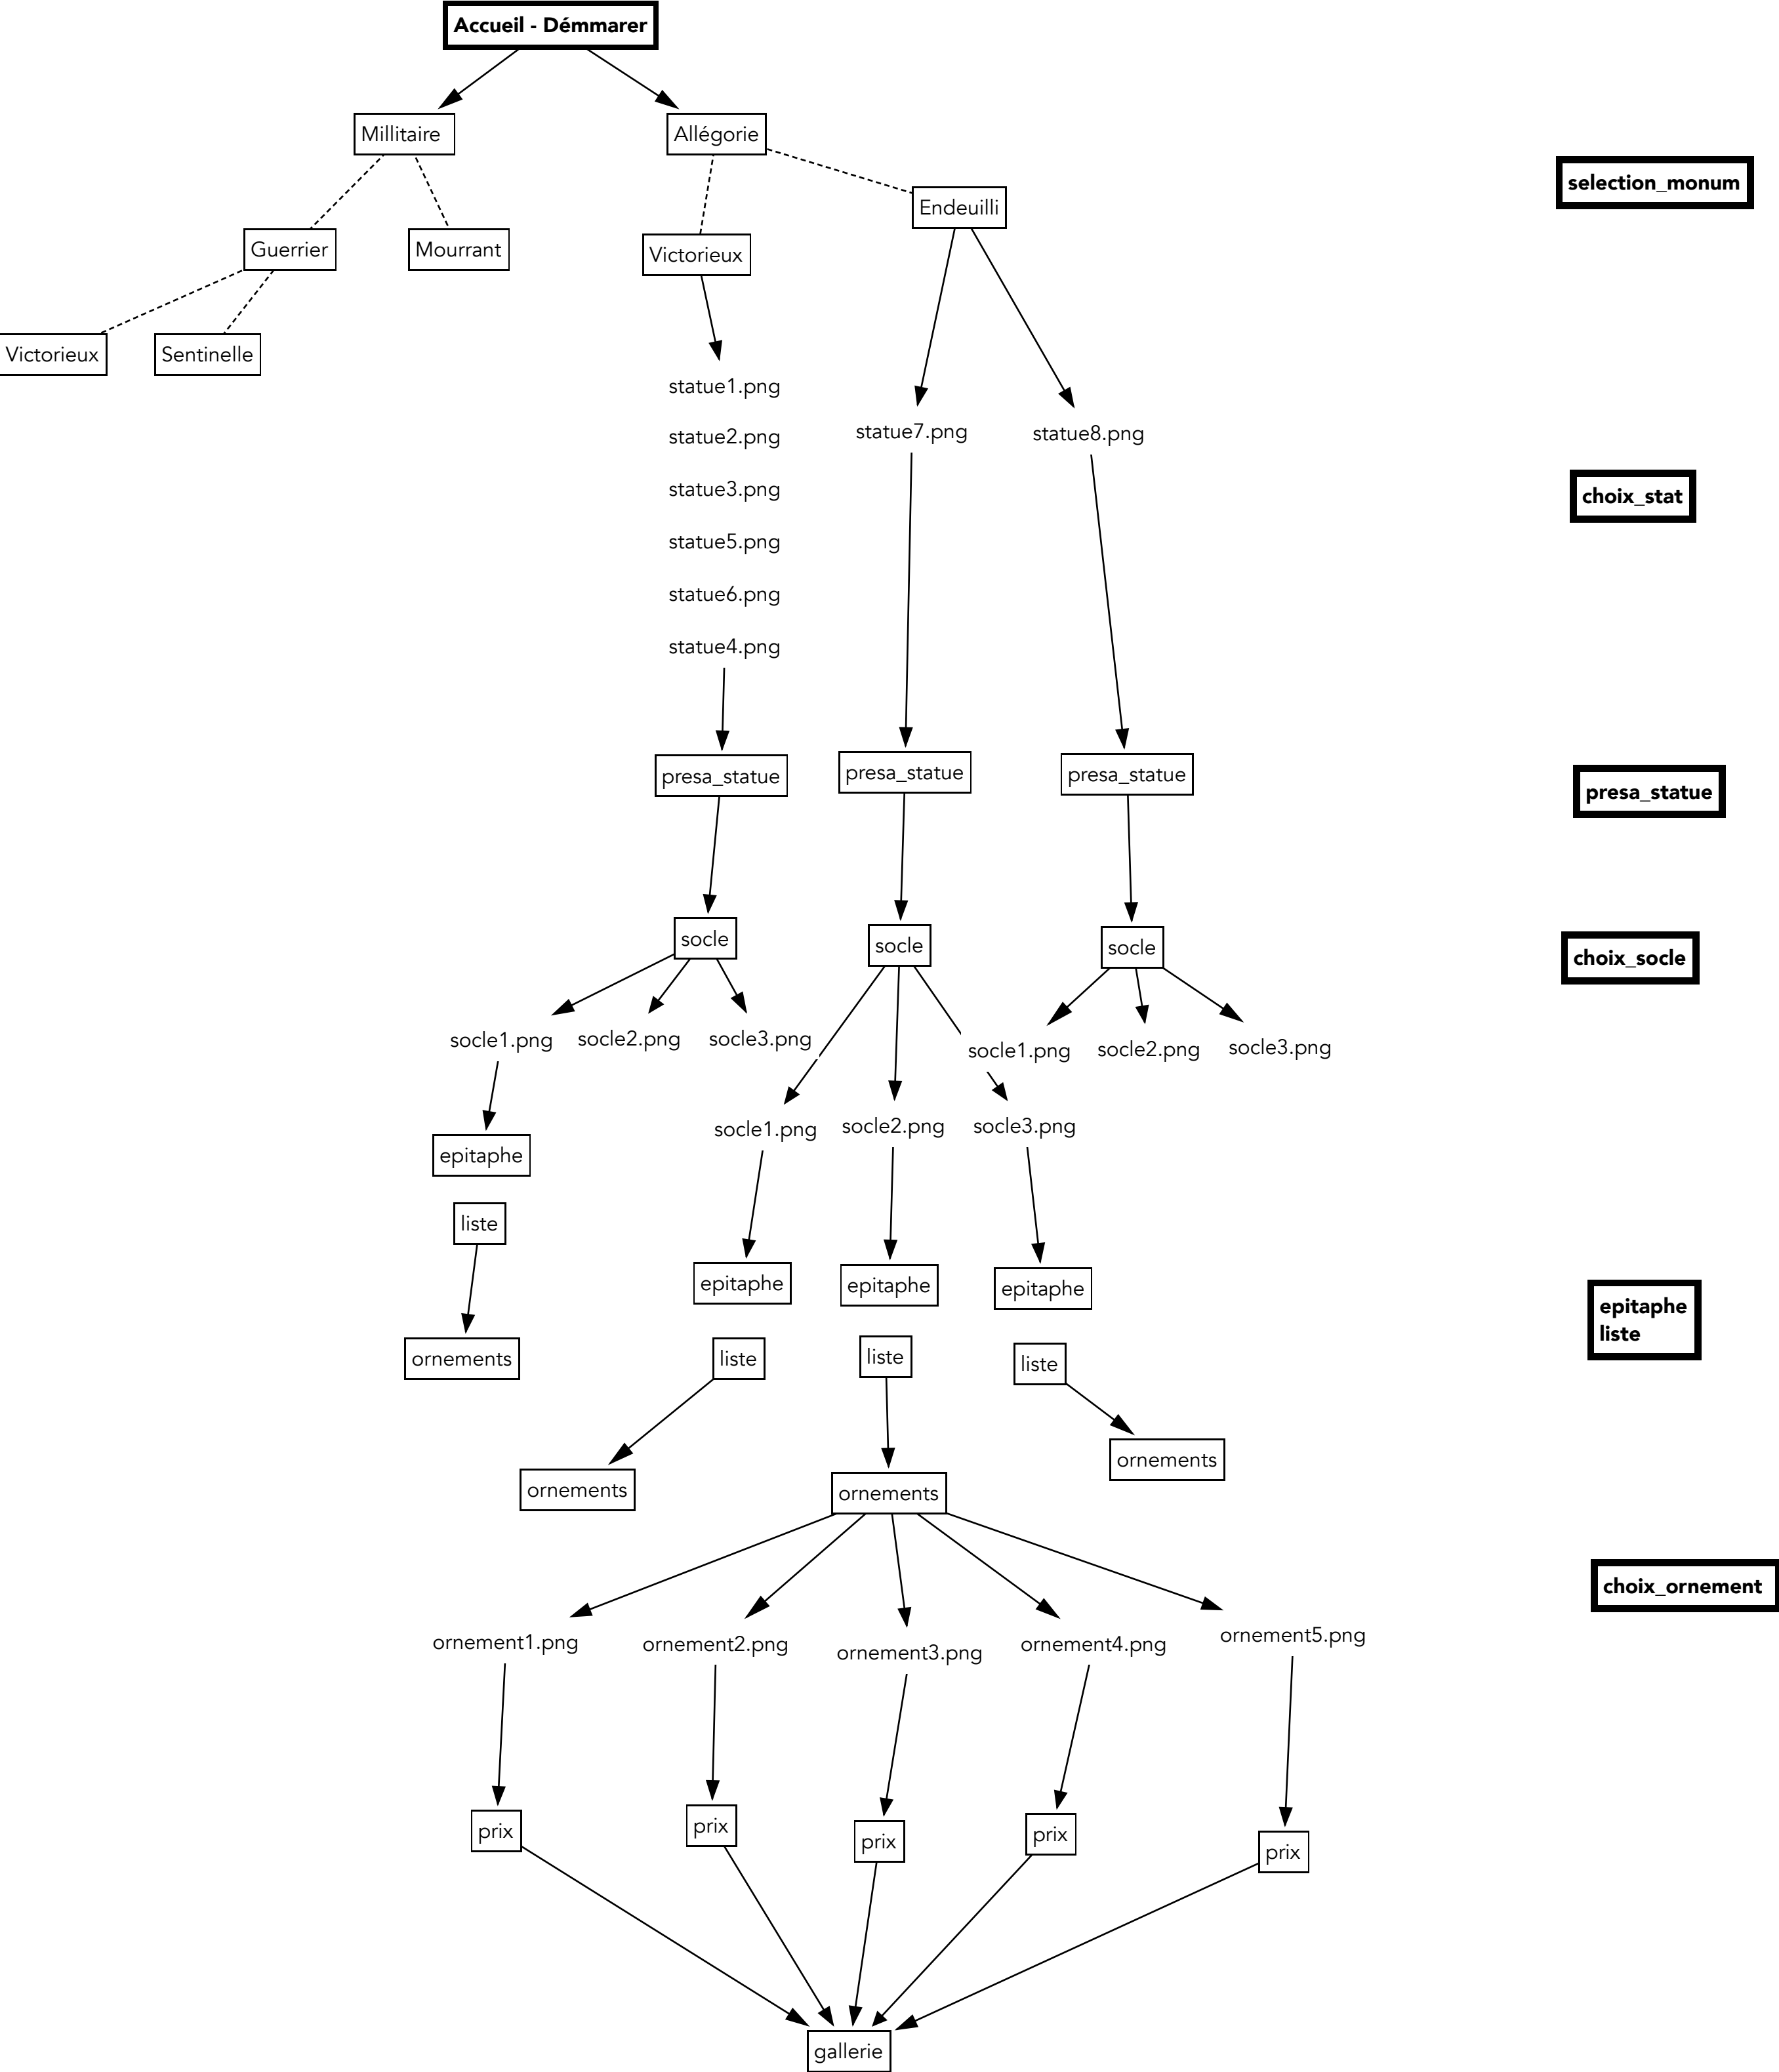 Accueil - Démmarer
Millitaire
Allégorie
selection_monum
Endeuilli
Guerrier
Mourrant
Victorieux
Victorieux
Sentinelle
statue1.png
statue7.png
statue8.png
statue2.png
statue3.png
choix_stat
statue5.png
statue6.png
statue4.png
presa_statue
presa_statue
presa_statue
presa_statue
socle
socle
socle
choix_socle
socle1.png
socle2.png
socle3.png
socle1.png
socle2.png
socle3.png
socle1.png
socle2.png
socle3.png
epitaphe
liste
epitaphe
epitaphe
epitaphe
epitaphe
liste
ornements
liste
liste
liste
ornements
ornements
ornements
choix_ornement
ornement1.png
ornement2.png
ornement3.png
ornement4.png
ornement5.png
prix
prix
prix
prix
prix
gallerie